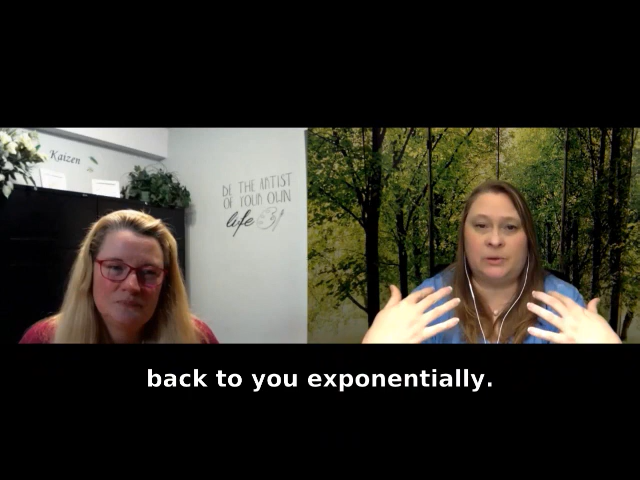 Kaizen
BE THE ARTIST
OF YOUR OWN
life
back to you exponentially.